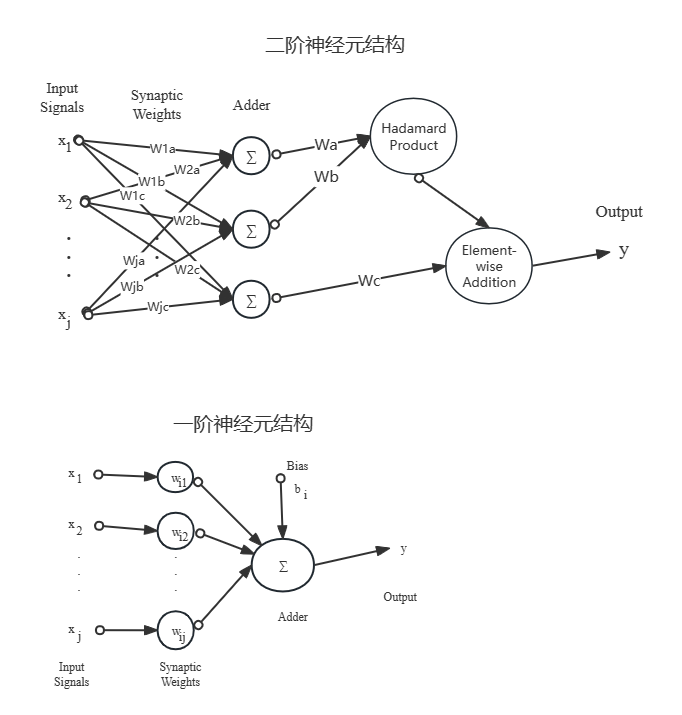 二阶神经元结构
Input
Signals
Synaptic
Weights
Adder
x1
x2
xj
W1a
W2a
W1b
W1c
W2b
Wja
W2c
Wjb
Wjc
Σ
Σ
Σ
Wa
Wb
Wc
Hadamard
Product
Element-
wise
Addition
Output
y
一阶神经元结构
x1
wi1
Bias
bi
x2
wi2
Σ
y
Output
Adder
xj
wij
Input
Signals
Synaptic
Weights